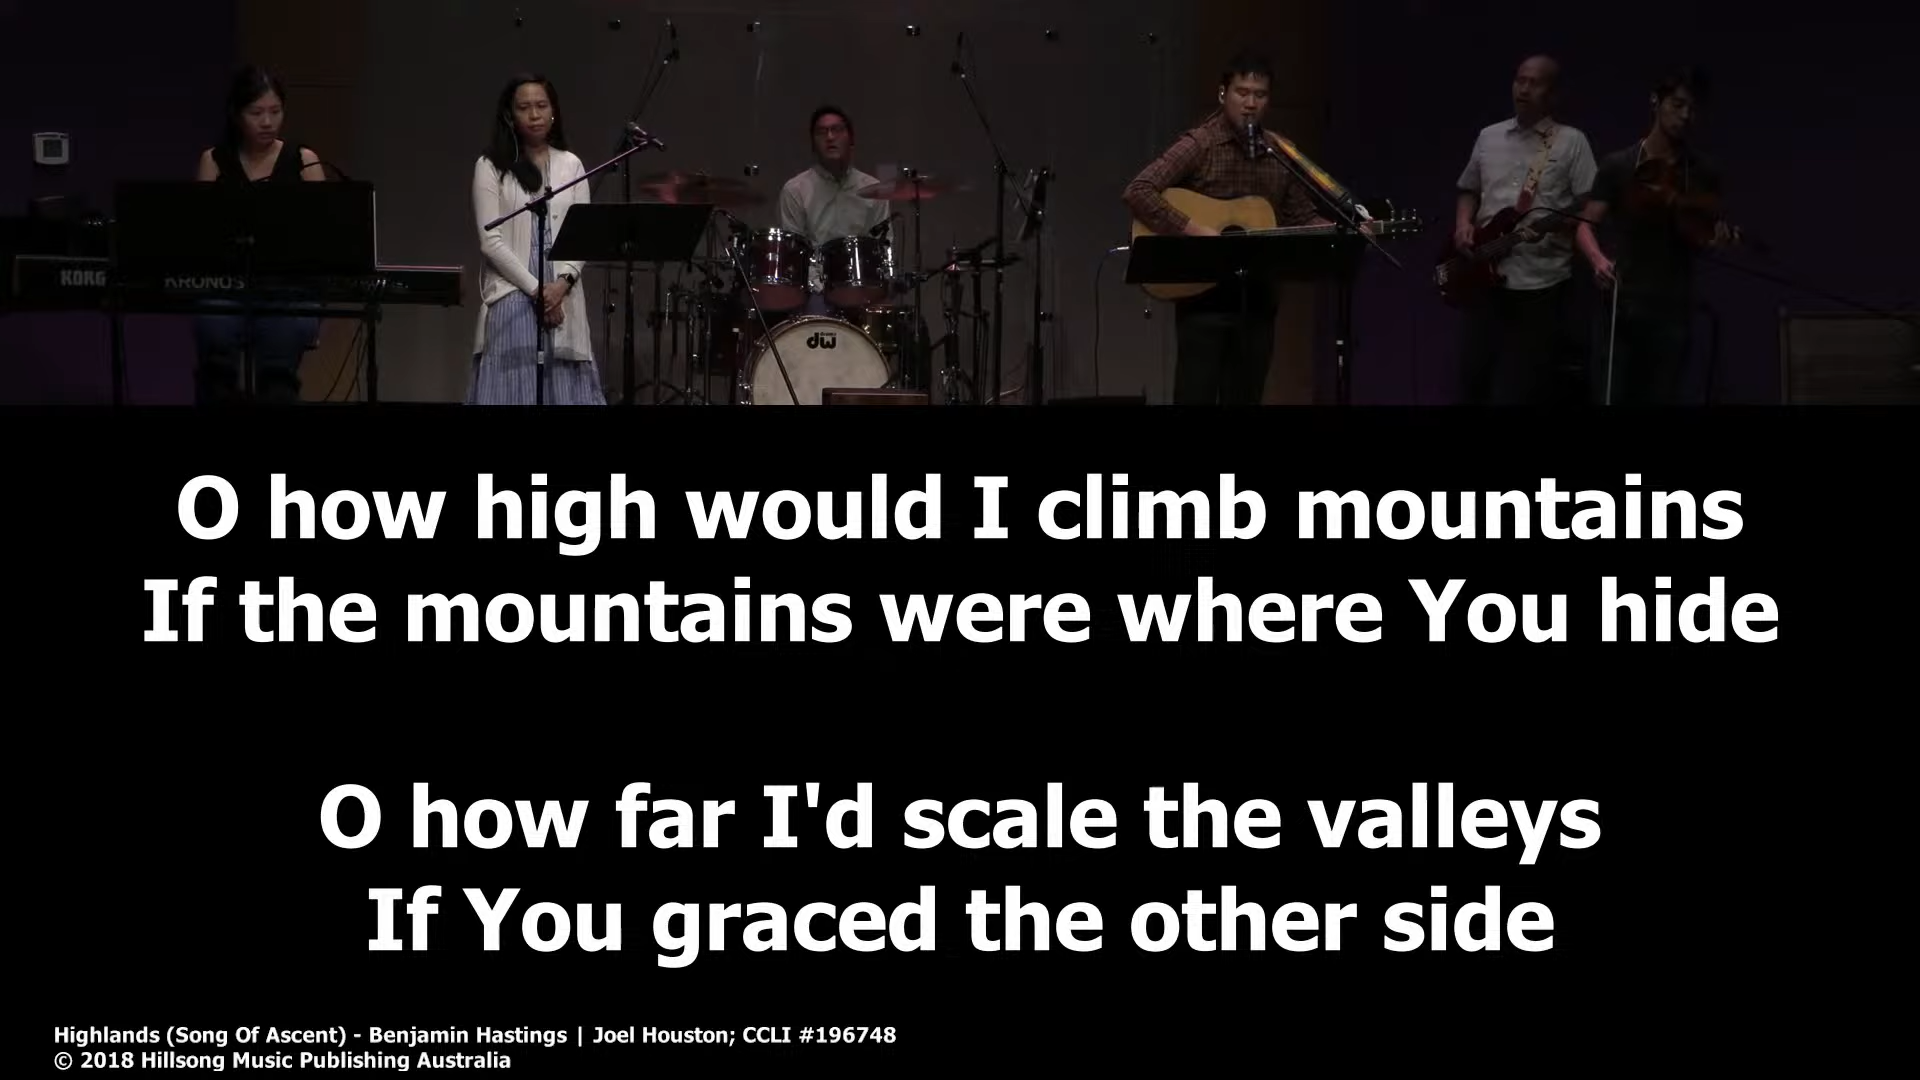 KORG
KRONOS
dw
O how high would I climb mountains
If the mountains were where You hide
O how far I'd scale the valleys
If You graced the other side
Highlands (Song Of Ascent) - Benjamin Hastings | Joel Houston; CCLI #196748
© 2018 Hillsong Music Publishing Australia